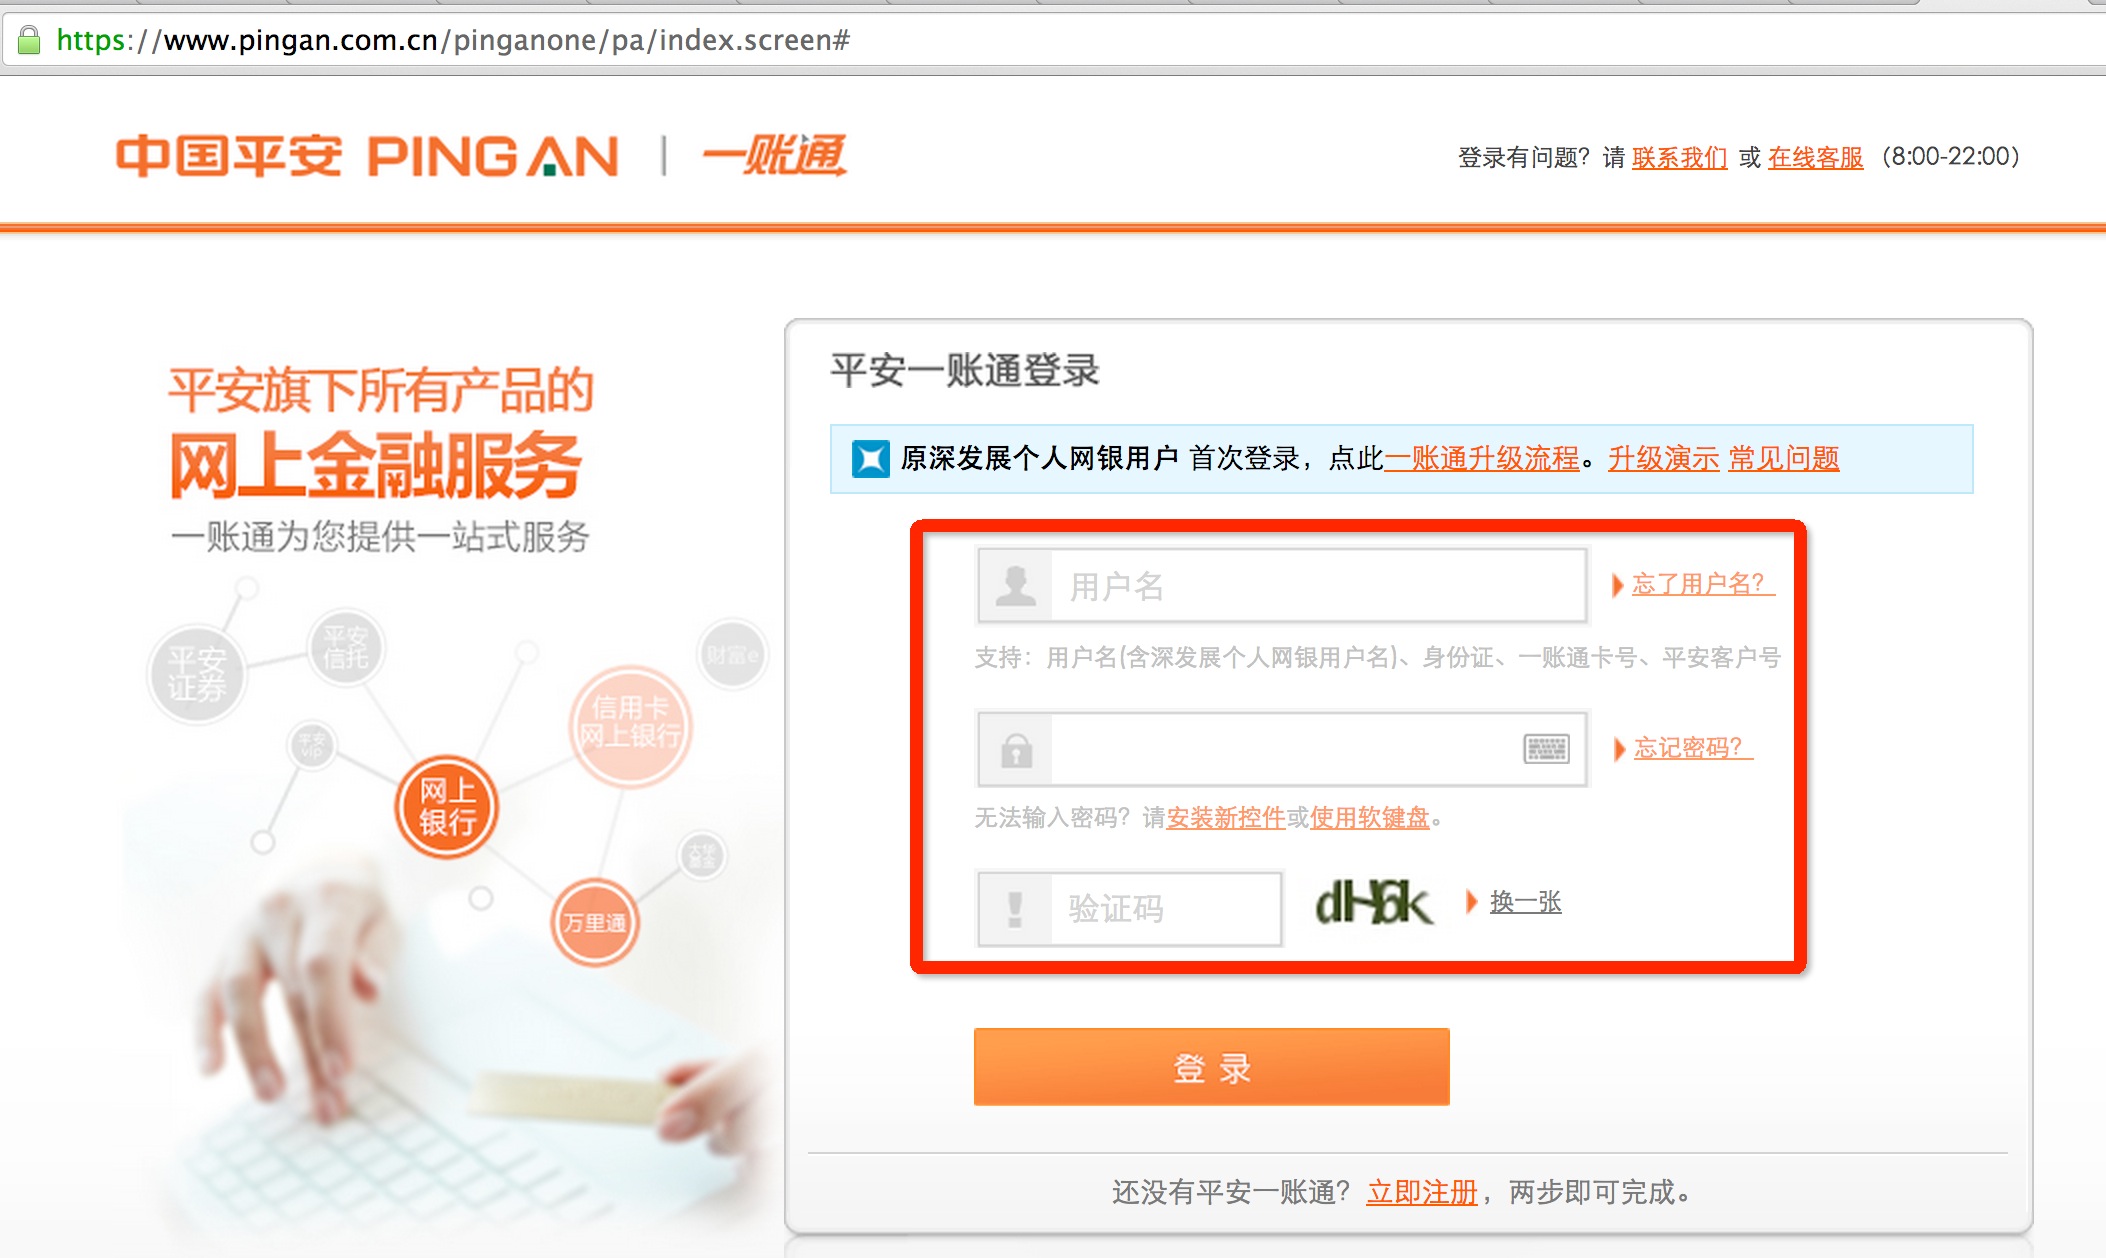 https://www.pingan.com.cn/pinganone/pa/index.screen#
中国平安 PINGAN | 一账通
登录有问题？请 联系我们 或 在线客服 （8:00-22:00）
平安旗下所有产品的
网上金融服务
一账通为您提供一站式服务
平安
证券
平安
信托
财富e
平安
vip
信用卡
网上银行
网上
银行
大华
基金
万里通
平安一账通登录
原深发展个人网银用户 首次登录，点此一账通升级流程。升级演示 常见问题
用户名
忘了用户名？
支持：用户名(含深发展个人网银用户名)、身份证、一账通卡号、平安客户号
忘记密码？
无法输入密码？请安装新控件或使用软键盘。
验证码
dH6k
换一张
登 录
还没有平安一账通？ 立即注册，两步即可完成。